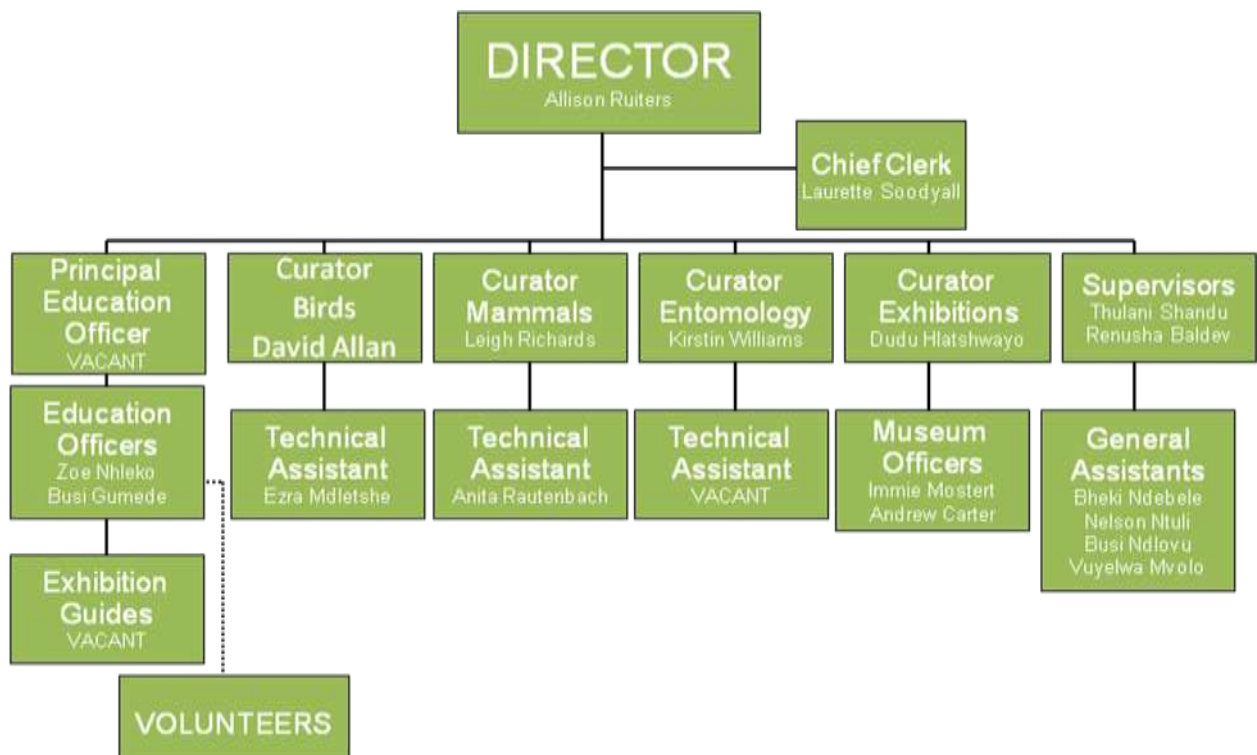 DIRECTOR
Allison Ruiters
Chief Clerk
Laurette Soodyall
Principal
Education
Officer
VACANT
Curator
Birds
David Allan
Curator
Mammals
Leigh Richards
Curator
Entomology
Kirstin Williams
Curator
Exhibitions
Dudu Hlatshwayo
Supervisors
Thulani Shandu
Renusha Baldev
Education
Officers
Zoe Nhleko
Busi Gumede
Technical
Assistant
Ezra Mdletshe
Technical
Assistant
Anita Rautenbach
Technical
Assistant
VACANT
Museum
Officers
Immie Mostert
Andrew Carter
General
Assistants
Bheki Ndebele
Nelson Ntuli
Busi Ndlovu
Vuyelwa Mvolo
Exhibition
Guides
VACANT
VOLUNTEERS